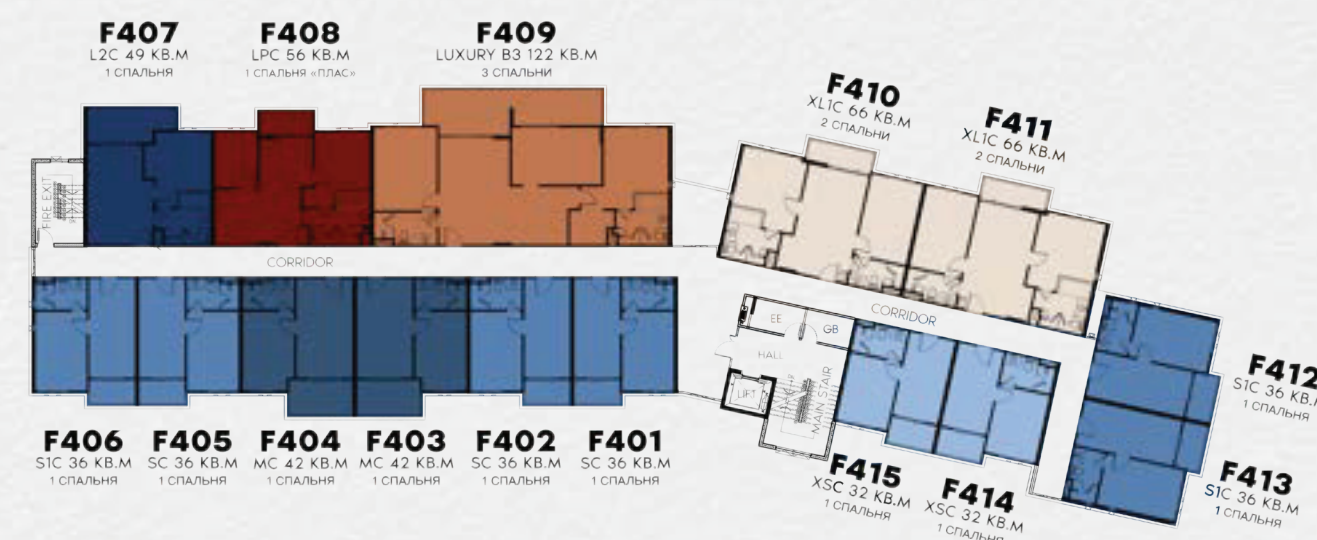 F407
L2C 49 КВ.М
1 СПАЛЬНЯ
F408
LPC 56 КВ.М
1 СПАЛЬНЯ «ПЛАС»
F409
LUXURY B3 122 КВ.М
3 СПАЛЬНИ
F410
XL1C 66 КВ.М
2 СПАЛЬНИ
F411
XL1C 66 КВ.М
2 СПАЛЬНИ
FIRE EXIT
CORRIDOR
CORRIDOR
EE.
GB
HALL
LIFT
MAIN STAIR
F412
S1C 36 КВ.М
1 СПАЛЬНЯ
F413
S1C 36 КВ.М
1 СПАЛЬНЯ
F406
S1C 36 КВ.М
1 СПАЛЬНЯ
F405
SC 36 КВ.М
1 СПАЛЬНЯ
F404
MC 42 КВ.М
1 СПАЛЬНЯ
F403
MC 42 КВ.М
1 СПАЛЬНЯ
F402
SC 36 КВ.М
1 СПАЛЬНЯ
F401
SC 36 КВ.М
1 СПАЛЬНЯ
F415
XSC 32 КВ.М
1 СПАЛЬНЯ
F414
XSC 32 КВ.М
1 СПАЛЬНЯ